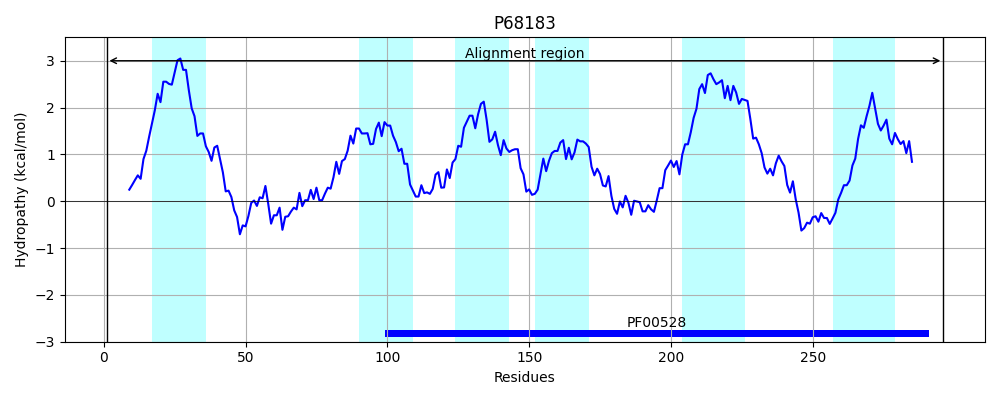 P68183
Alignment region
3
2
1
0
−1
−2
−3
Hydropathy (kcal/mol)
PF00528
0 50 100 150 200 250
Residues